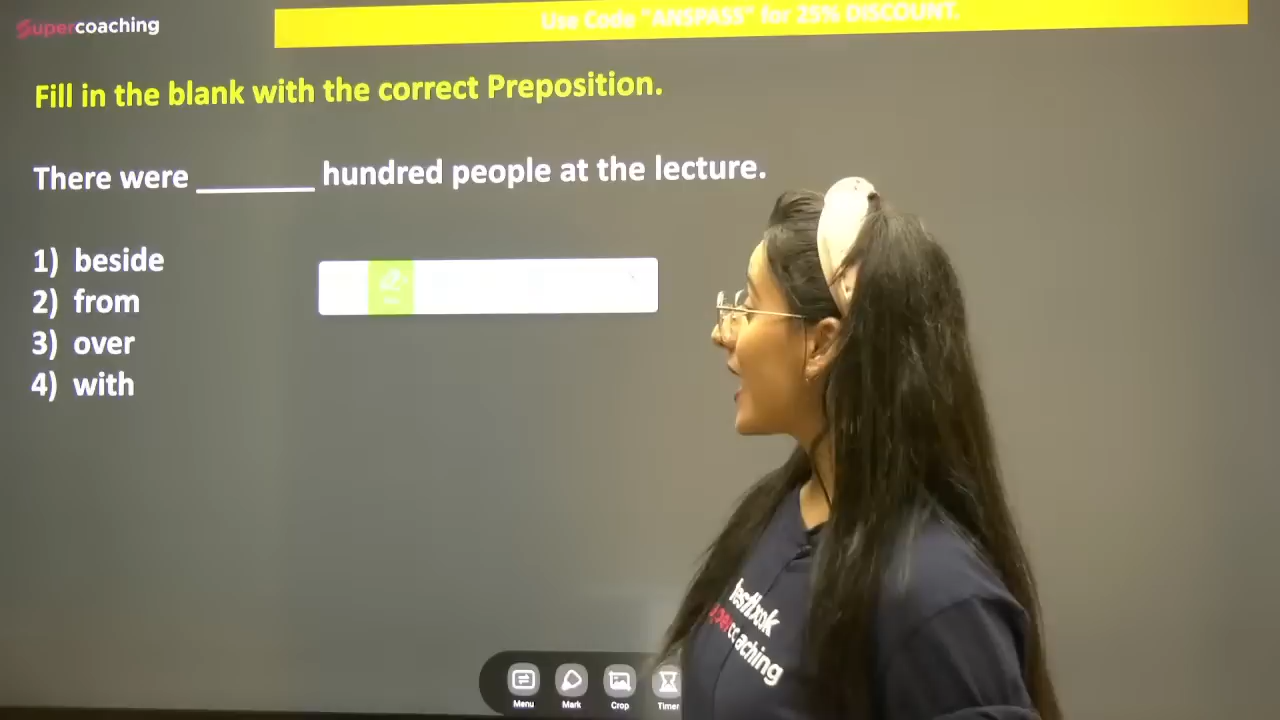 Supercoaching
Use Code "ANSPASS" for 25% DISCOUNT.
Fill in the blank with the correct Preposition.
There were _______ hundred people at the lecture.
1) beside
2) from
3) over
4) with
testbook
supercoaching
Menu
Mark
Crop
Timer